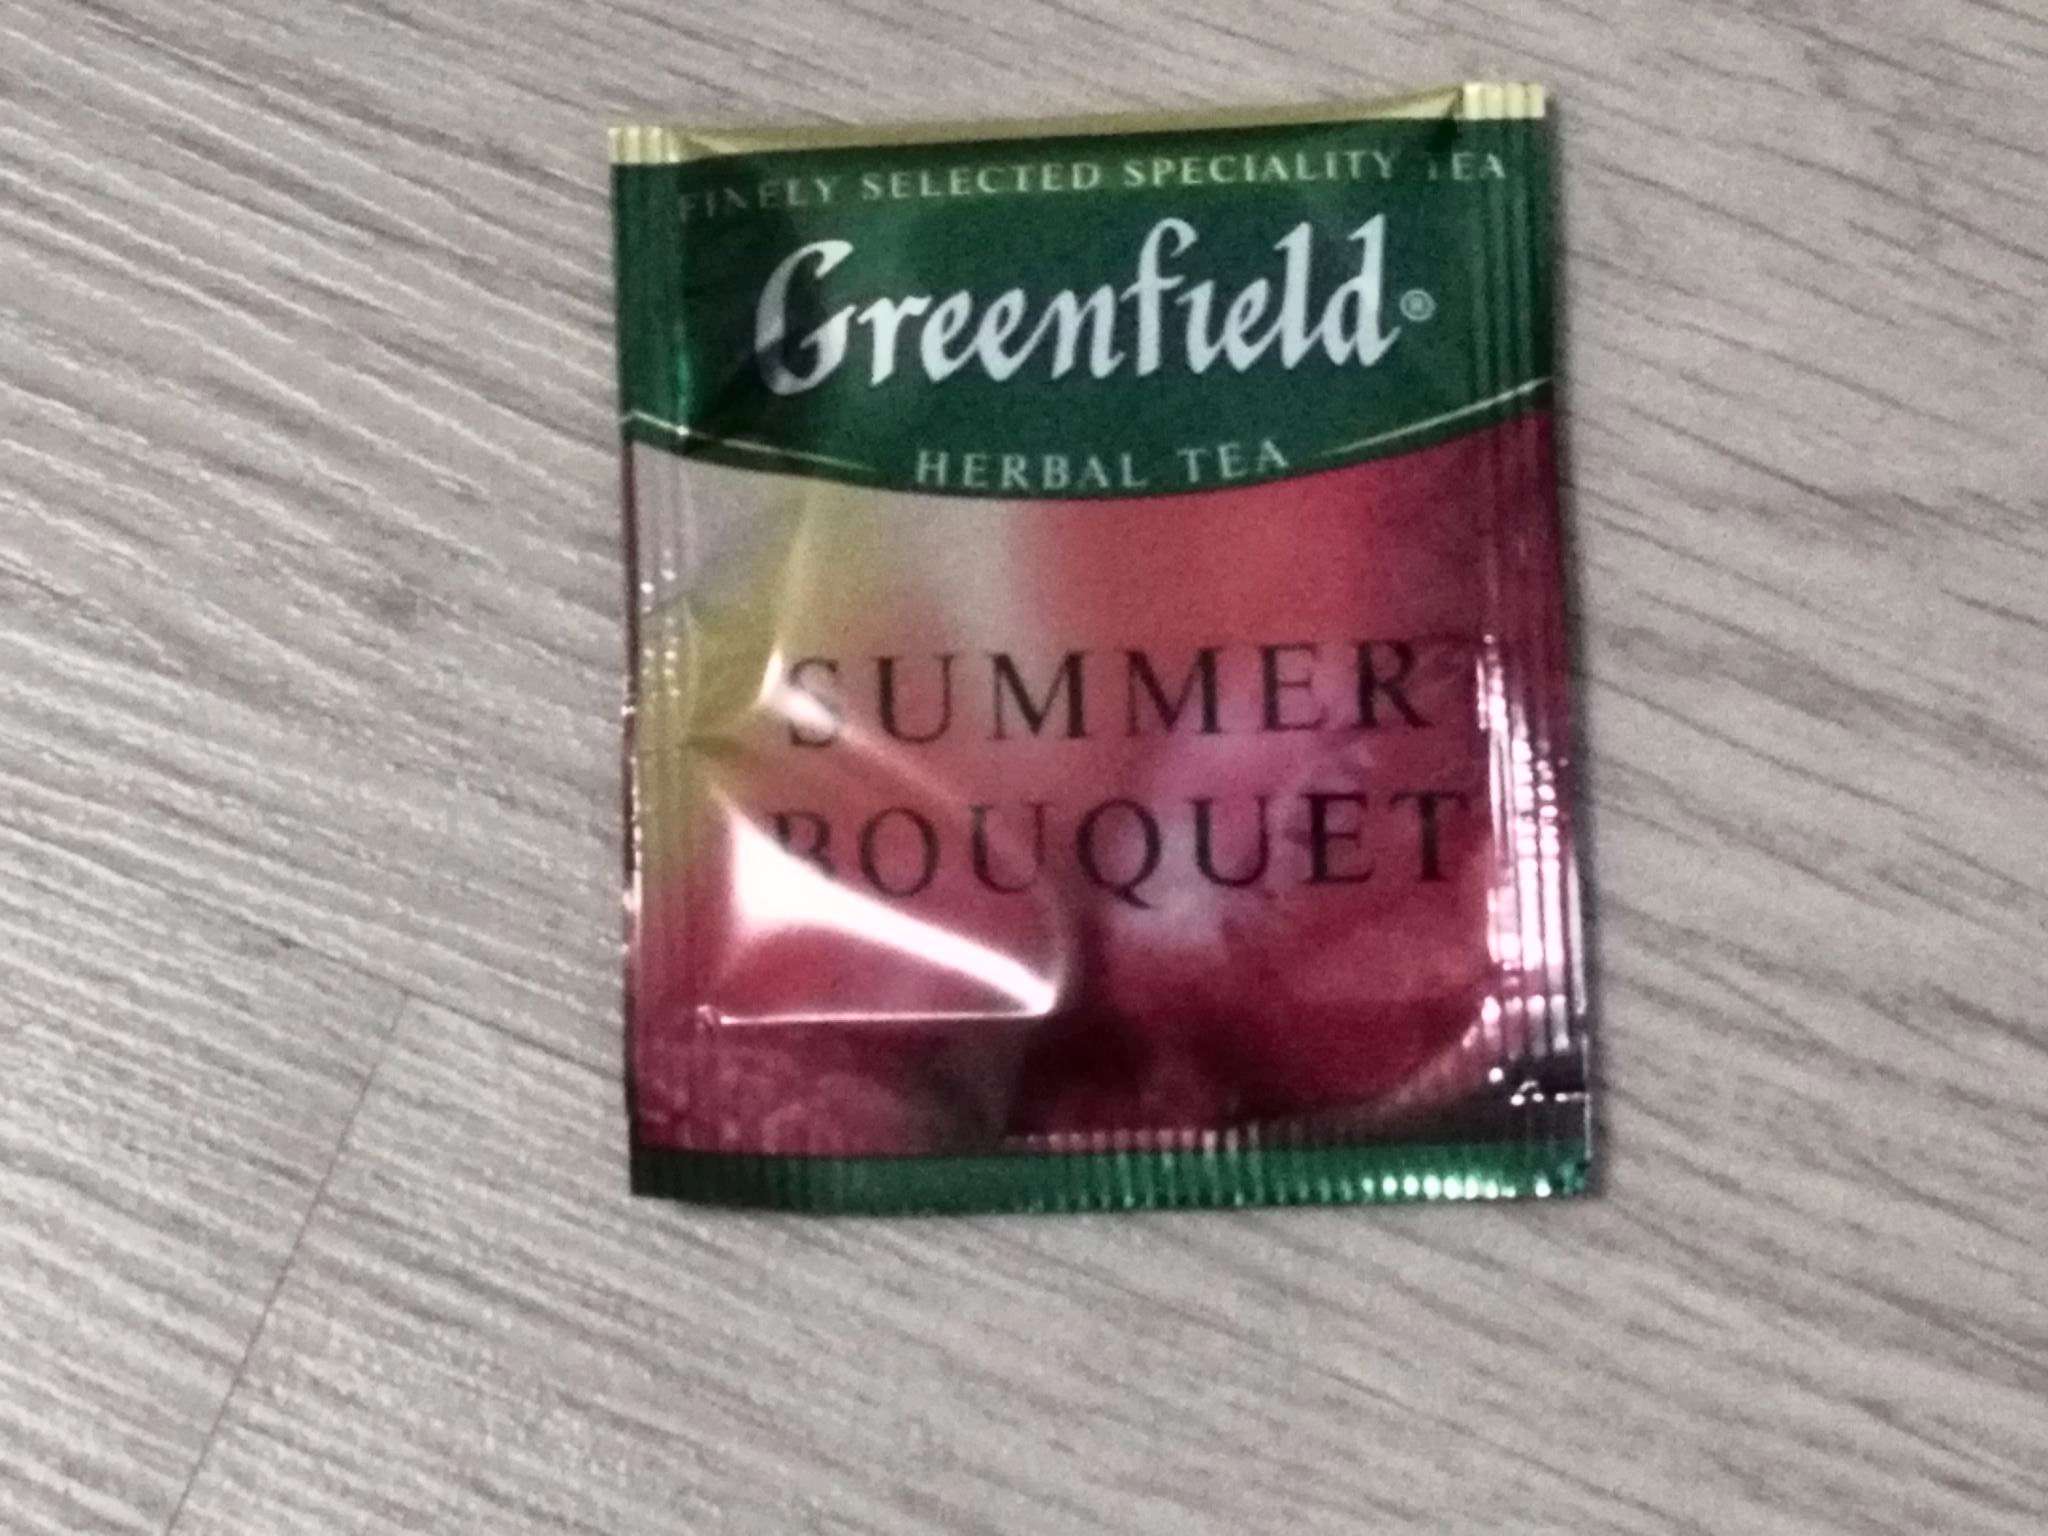 FINELY SELECTED SPECIALITY TEA
Greenfield®
HERBAL TEA
SUMMER
BOUQUET